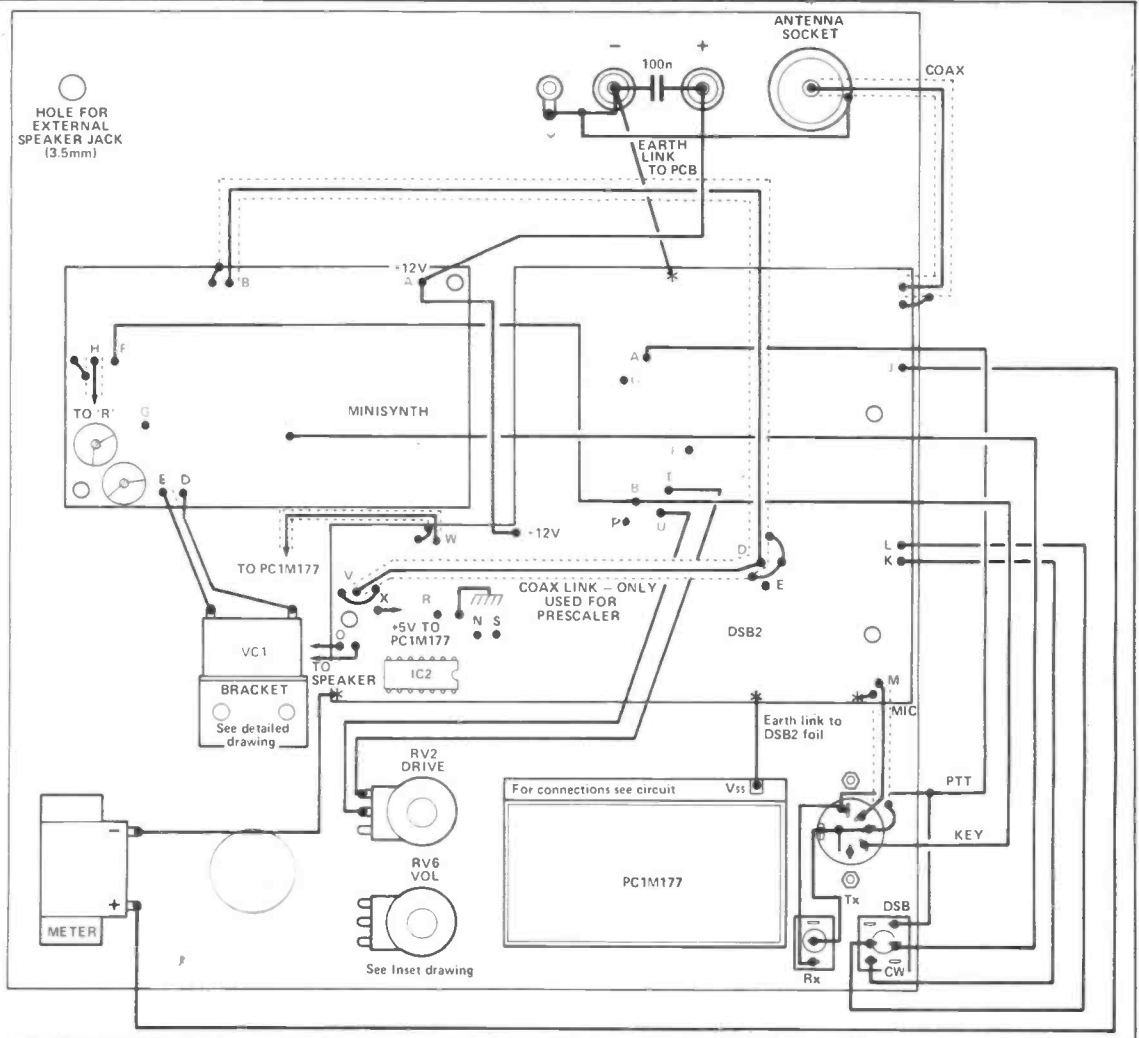 ANTENNA
SOCKET
−
+
100n
COAX
HOLE FOR
EXTERNAL
SPEAKER JACK
(3.5mm)
EARTH
LINK
TO PCB
B
+12V
A
H
F
TO 'R'
G
MINISYNTH
E
D
A
J
B
U
P
W
-12V
TO PC1M177
V
X
R
+5V TO
PC1M177
N S
COAX LINK – ONLY
USED FOR
PRESCALER
D
E
L
K
DSB2
VC1
O
TO
SPEAKER
IC2
BRACKET
See detailed
drawing
M
MIC
Earth link to
DSB2 foil
RV2
DRIVE
For connections see circuit
Vss
PTT
KEY
PC1M177
RV6
VOL
See Inset drawing
−
+
METER
Tx
DSB
Rx
CW